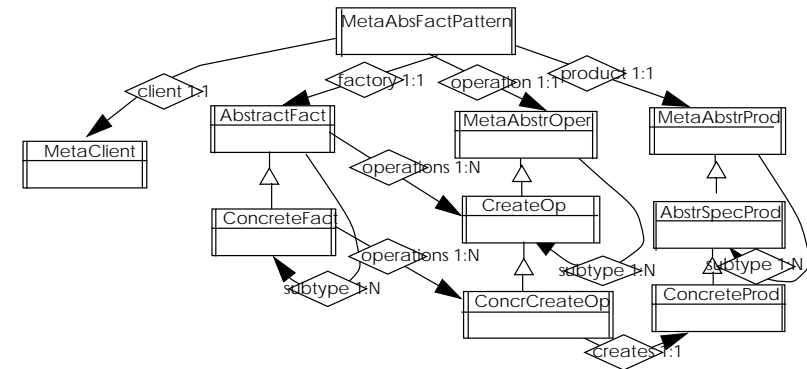 MetaAbsFactPattern
client 1:1
factory 1:1
operation 1:1
product 1:1
AbstractFact
MetaAbstrOper
MetaAbstrProd
MetaClient
operations 1:N
ConcreteFact
CreateOp
AbstrSpecProd
operations 1:N
subtype 1:N
subtype 1:N
subtype 1:N
ConcrCreateOp
ConcreteProd
creates 1:1